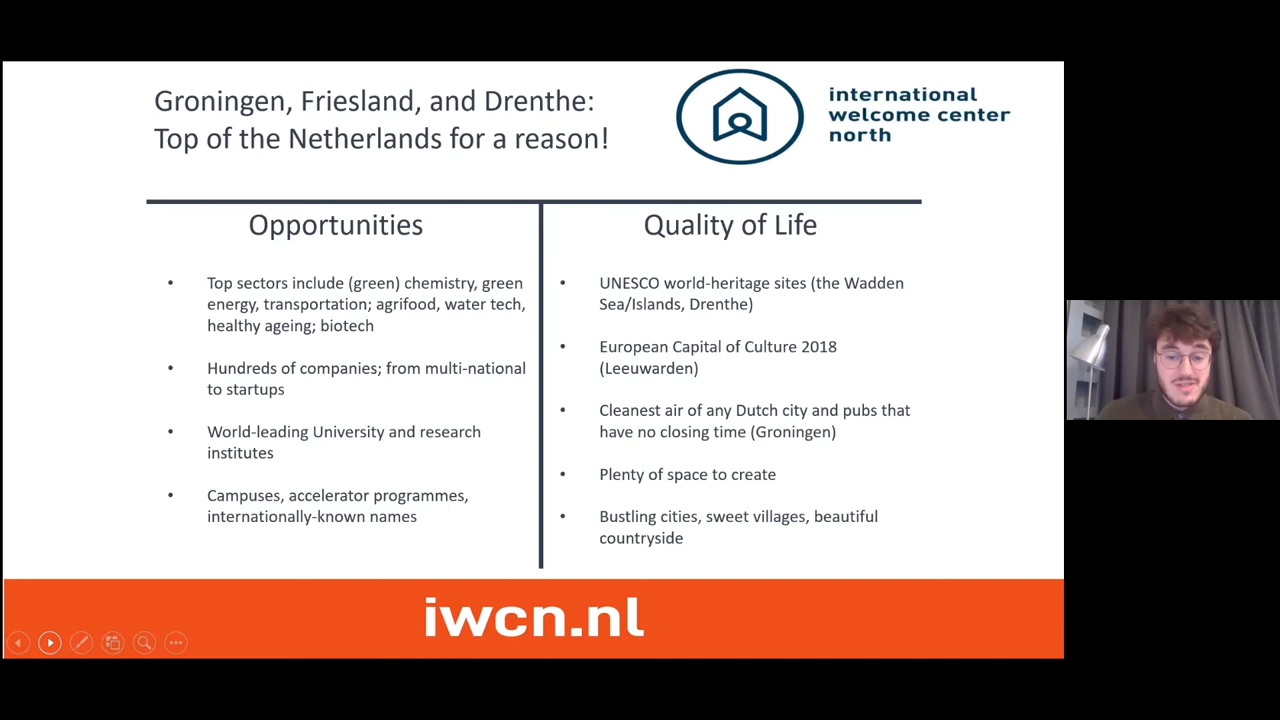 Groningen, Friesland, and Drenthe:
Top of the Netherlands for a reason!
international
welcome center
north
Opportunities
• Top sectors include (green) chemistry, green
energy, transportation; agrifood, water tech,
healthy ageing; biotech
• Hundreds of companies; from multi-national
to startups
• World-leading University and research
institutes
• Campuses, accelerator programmes,
internationally-known names
Quality of Life
• UNESCO world-heritage sites (the Wadden
Sea/Islands, Drenthe)
• European Capital of Culture 2018
(Leeuwarden)
• Cleanest air of any Dutch city and pubs that
have no closing time (Groningen)
• Plenty of space to create
• Bustling cities, sweet villages, beautiful
countryside
iwcn.nl